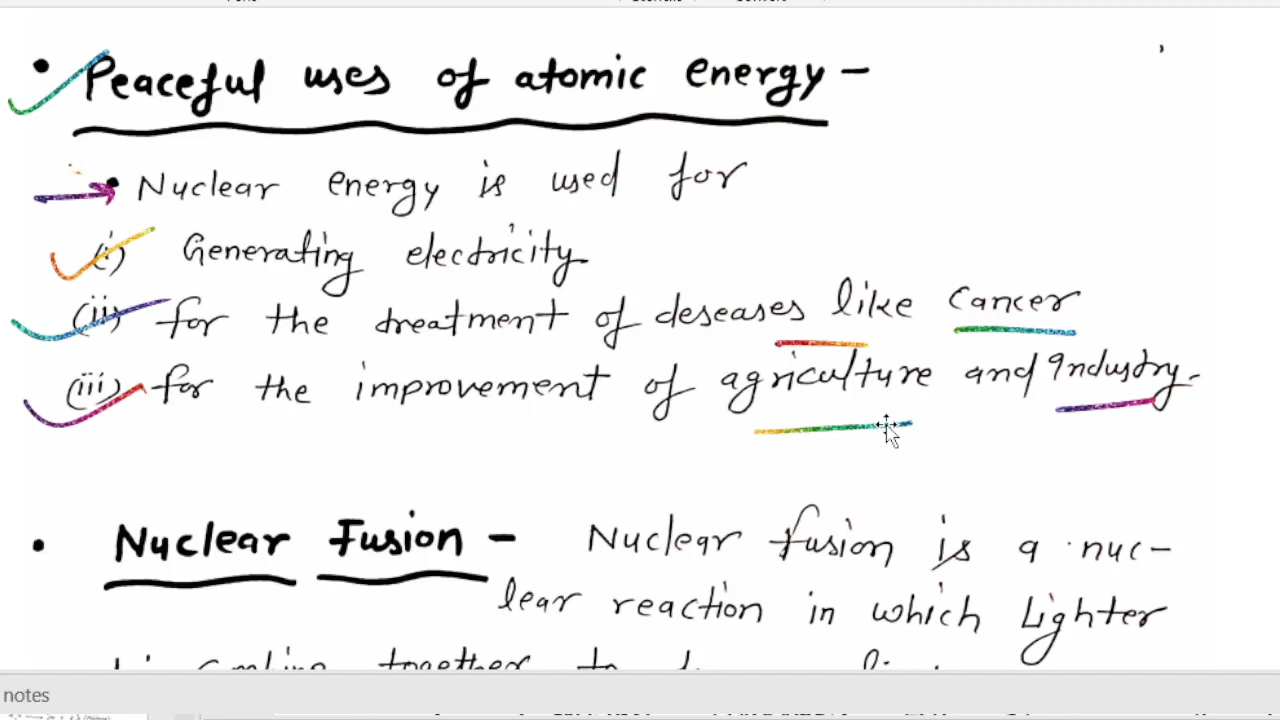 • Peaceful uses of atomic energy -
• Nuclear energy is used for
(i) Generating electricity
(ii) for the treatment of deseases like cancer
(iii) for the improvement of agriculture and Industry.
• Nuclear Fusion - Nuclear fusion is a nuc-
lear reaction in which Lighter
together to
notes